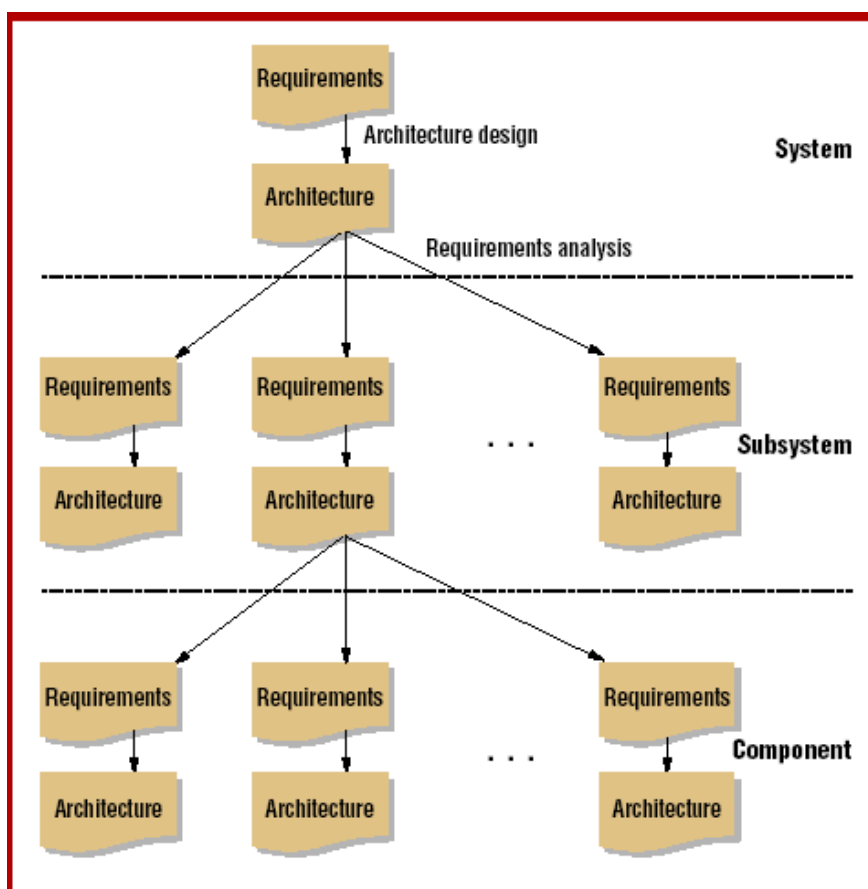 Requirements
Architecture design
System
Architecture
Requirements analysis
Requirements
Requirements
Requirements
. . .
Subsystem
Architecture
Architecture
Architecture
Requirements
Requirements
Requirements
. . .
Component
Architecture
Architecture
Architecture